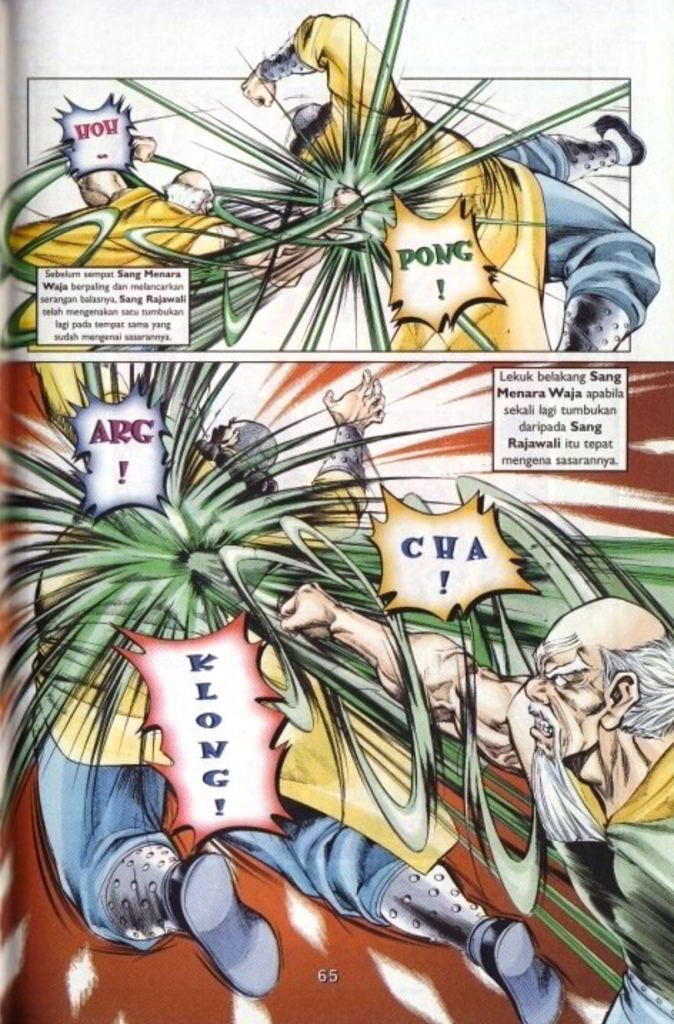 HOH
PONG
!
Sebelum sempat Sang Menara
Waja berpaling dan melancarkan
serangan balasnya, Sang Rajawali
telah mengenakan satu tumbukan
lagi pada tempat sama yang
sudah mengenai sasarannya.
Lekuk belakang Sang
Menara Waja apabila
sekali lagi tumbukan
daripada Sang
Rajawali itu tepat
mengena sasarannya.
ARG
!
CHA
!
KLONG!
65